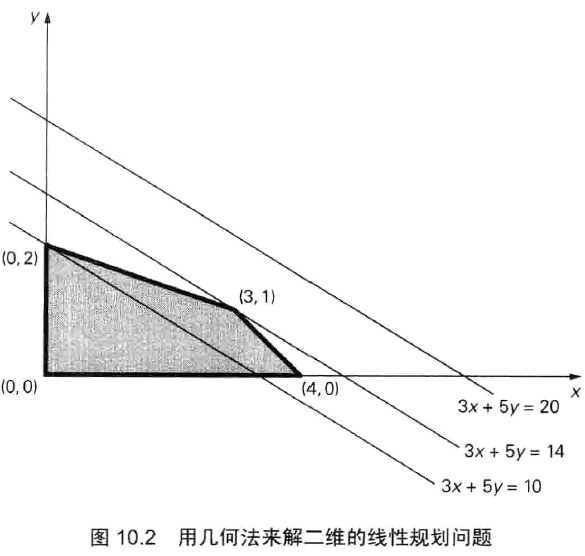 y
(0, 2)
(3, 1)
(0, 0)
(4, 0)
x
3x + 5y = 20
3x + 5y = 14
3x + 5y = 10
图 10.2 用几何法来解二维的线性规划问题